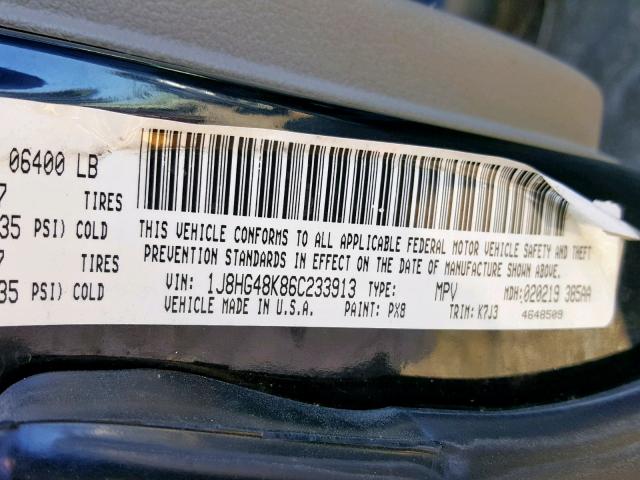 06400 LB
7 TIRES
35 PSI) COLD
7 TIRES
35 PSI) COLD
THIS VEHICLE CONFORMS TO ALL APPLICABLE FEDERAL MOTOR VEHICLE SAFETY AND THEFT
PREVENTION STANDARDS IN EFFECT ON THE DATE OF MANUFACTURE SHOWN ABOVE.
VIN: 1J8HG48K86C233913 TYPE: MPV MDH:020219 385AA
VEHICLE MADE IN U.S.A. PAINT: PX8 TRIM: K7J3 4648509